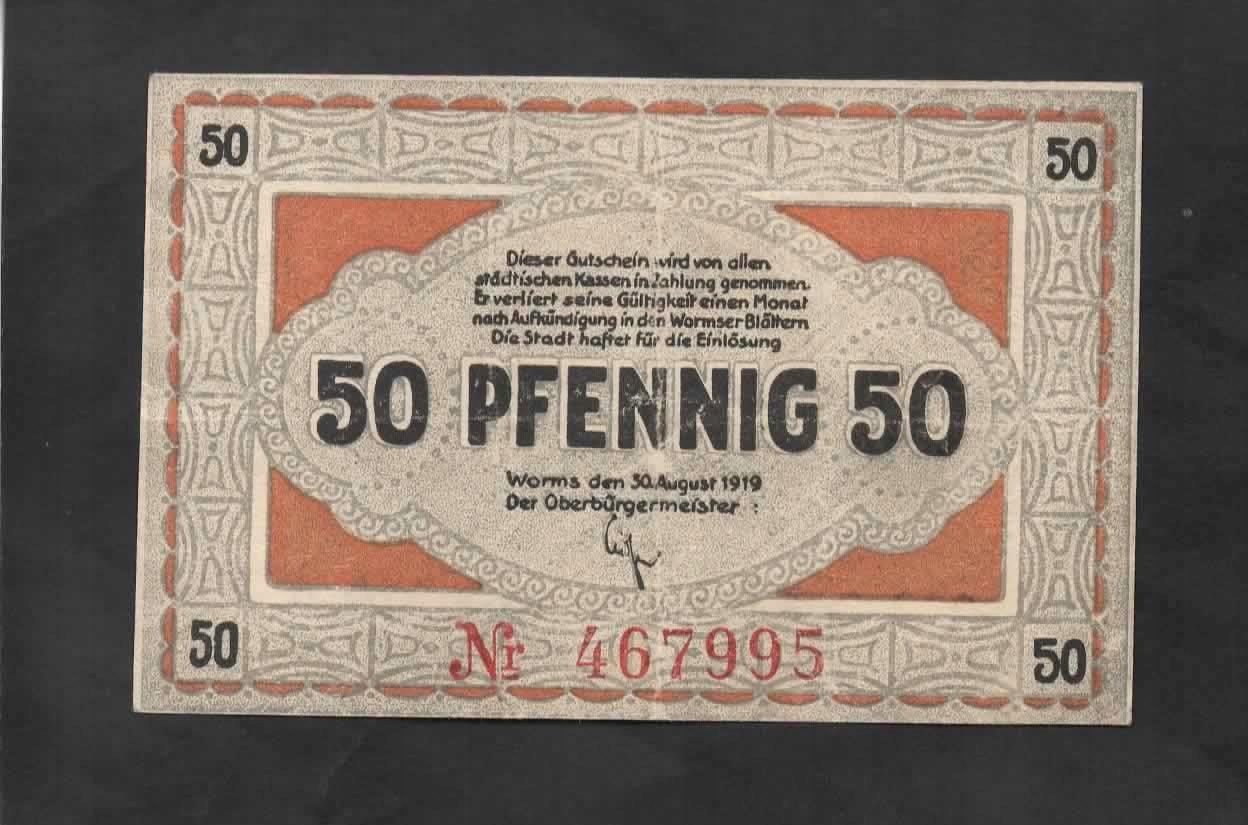 50 50
Dieser Gutschein wird von allen
städtischen Kassen in Zahlung genommen.
Er verliert seine Gültigkeit einen Monat
nach Aufkündigung in den Wormser Blättern
Die Stadt haftet für die Einlösung
50 PFENNIG 50
Worms den 30. August 1919
Der Oberbürgermeister :
50 50
Nr 467995